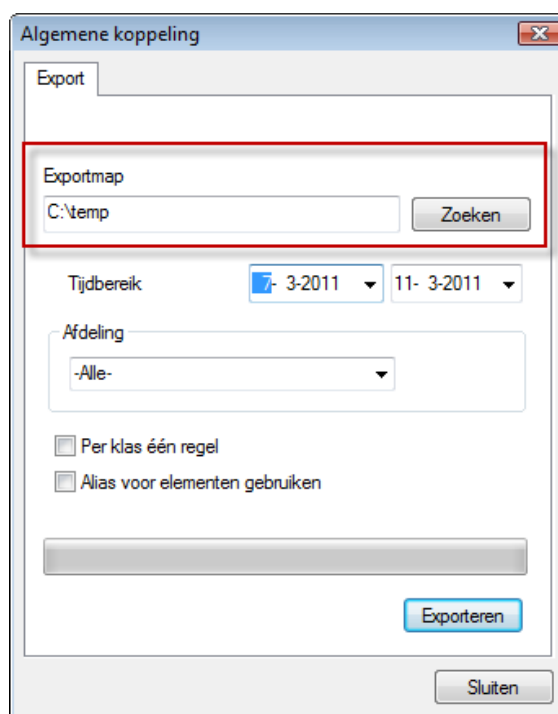 Algemene koppeling
Export
Exportmap
C:\temp
Zoeken
Tijdbereik 7- 3-2011 11- 3-2011
Afdeling
-Alle-
Per klas één regel
Alias voor elementen gebruiken
Exporteren
Sluiten